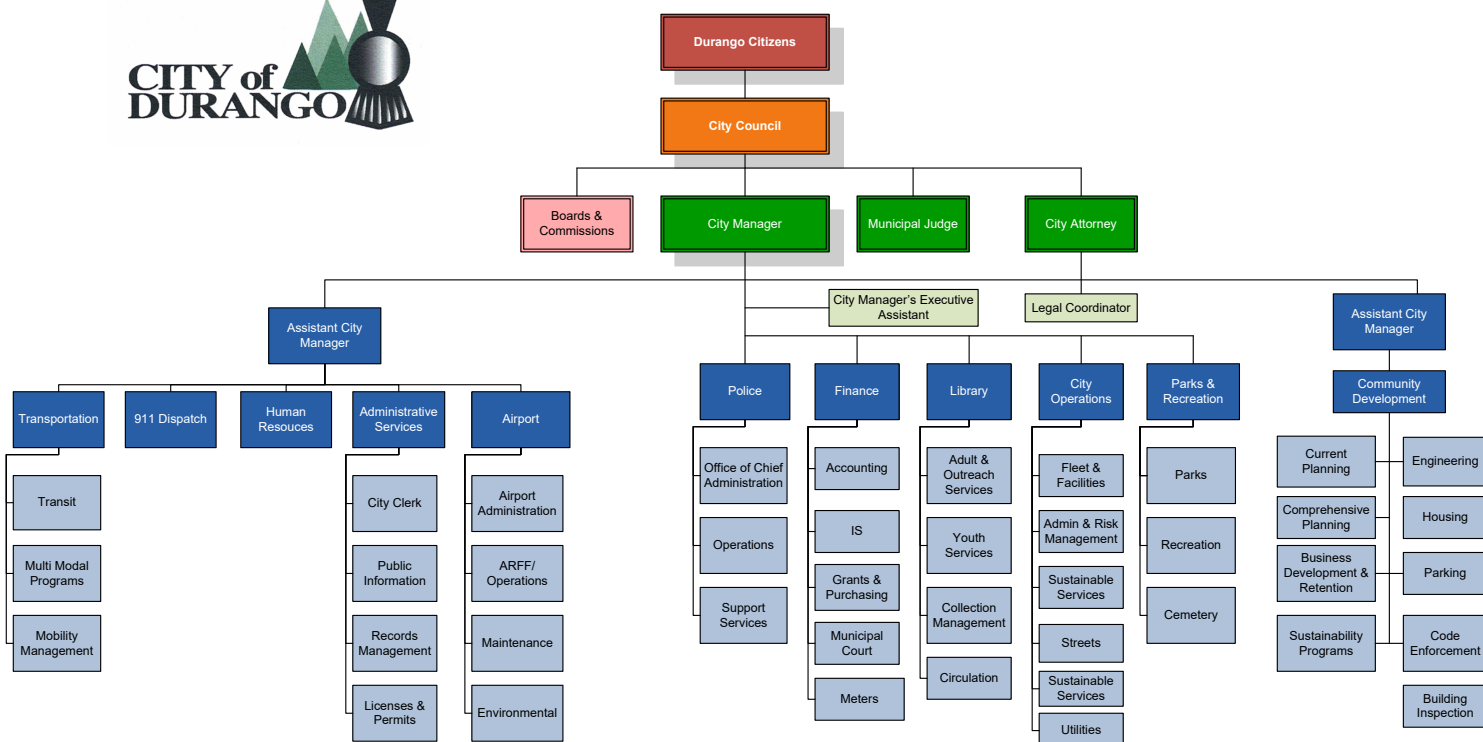 CITY of
DURANGO
Durango Citizens
City Council
Boards &
Commissions
City Manager
Municipal Judge
City Attorney
City Manager’s Executive
Assistant
Legal Coordinator
Assistant City
Manager
Assistant City
Manager
Transportation
911 Dispatch
Human
Resouces
Administrative
Services
Airport
Police
Finance
Library
City
Operations
Parks &
Recreation
Community
Development
Transit
Multi Modal
Programs
Mobility
Management
City Clerk
Public
Information
Records
Management
Licenses &
Permits
Airport
Administration
ARFF/
Operations
Maintenance
Environmental
Office of Chief
Administration
Operations
Support
Services
Accounting
IS
Grants &
Purchasing
Municipal
Court
Meters
Adult &
Outreach
Services
Youth
Services
Collection
Management
Circulation
Fleet &
Facilities
Admin & Risk
Management
Sustainable
Services
Streets
Sustainable
Services
Utilities
Parks
Recreation
Cemetery
Current
Planning
Engineering
Comprehensive
Planning
Housing
Business
Development &
Retention
Parking
Sustainability
Programs
Code
Enforcement
Building
Inspection